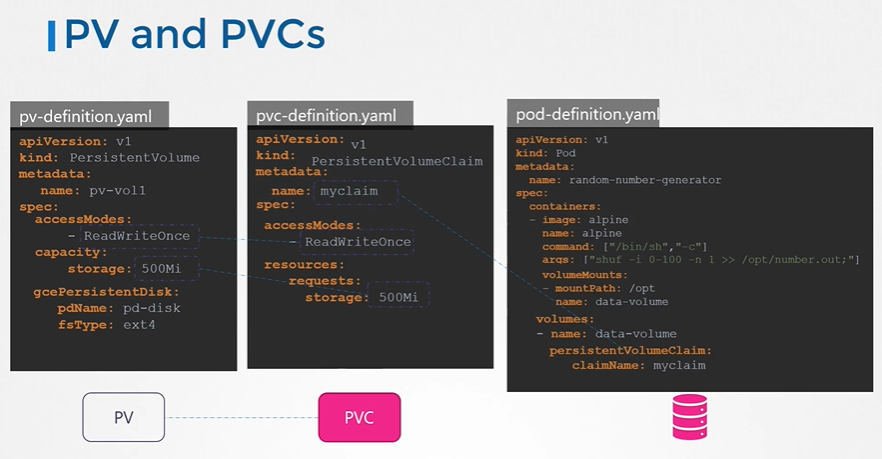 PV and PVCs
pv-definition.yaml
apiVersion: v1
kind: PersistentVolume
metadata:
name: pv-vol1
spec:
accessModes:
- ReadWriteOnce
capacity:
storage: 500Mi
gcePersistentDisk:
pdName: pd-disk
fsType: ext4
pvc-definition.yaml
apiVersion: v1
kind: PersistentVolumeClaim
metadata:
name: myclaim
spec:
accessModes:
- ReadWriteOnce
resources:
requests:
storage: 500Mi
pod-definition.yaml
apiVersion: v1
kind: Pod
metadata:
name: random-number-generator
spec:
containers:
- image: alpine
name: alpine
command: ["/bin/sh","-c"]
args: ["shuf -i 0-100 -n 1 >> /opt/number.out;"]
volumeMounts:
- mountPath: /opt
name: data-volume
volumes:
- name: data-volume
persistentVolumeClaim:
claimName: myclaim
PV
PVC